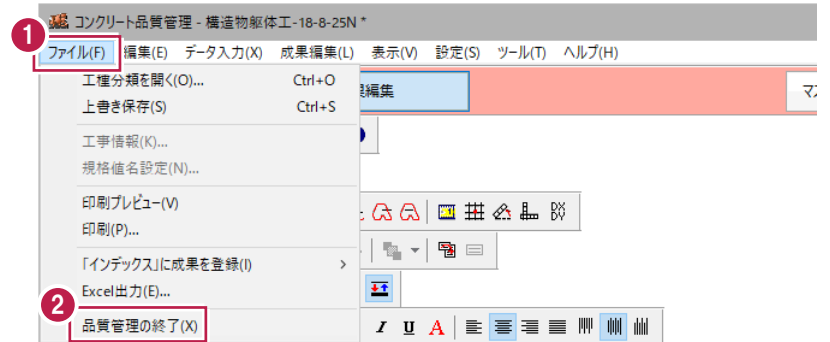 コンクリート品質管理 - 構造物躯体工-18-8-25N *
1
ファイル(F) 編集(E) データ入力(X) 成果編集(L) 表示(V) 設定(S) ツール(T) ヘルプ(H)
工種分類を開く(O)... Ctrl+O
編集
上書き保存(S) Ctrl+S
工事情報(K)...
規格値名設定(N)...
印刷プレビュー(V)
印刷(P)...
「インデックス」に成果を登録(I) >
Excel出力(E)...
2
品質管理の終了(X)
I U A